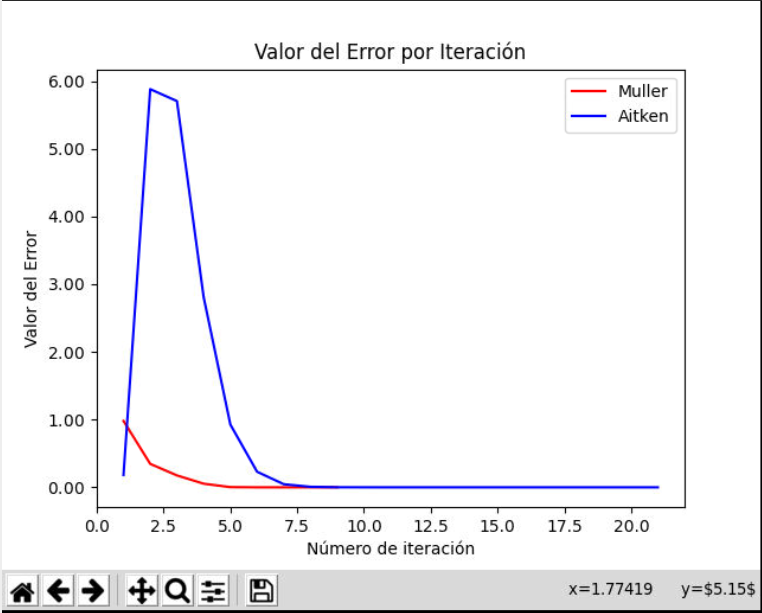 Valor del Error por Iteración
Muller
Aitken
Valor del Error
6.00
5.00
4.00
3.00
2.00
1.00
0.00
0.0 2.5 5.0 7.5 10.0 12.5 15.0 17.5 20.0
Número de iteración
x=1.77419 y=$5.15$